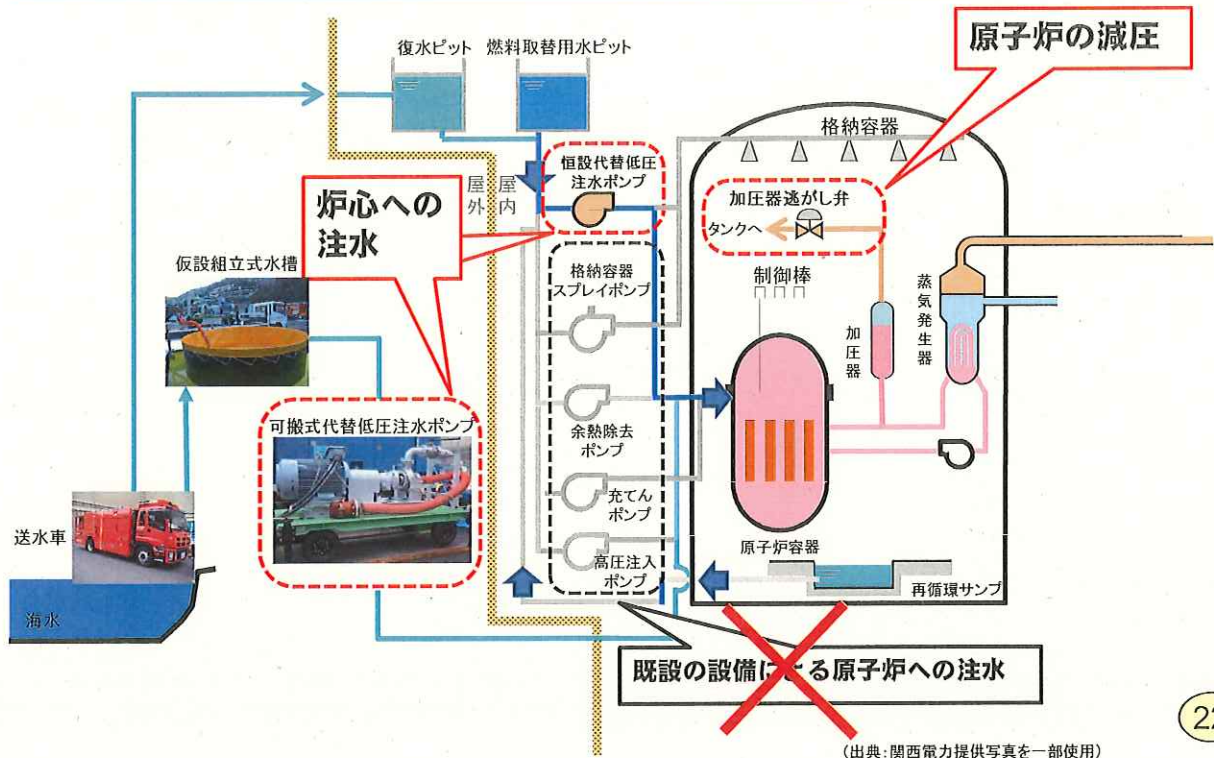 復水ピット
燃料取替用水ピット
原子炉の減圧
格納容器
恒設代替低圧
注水ポンプ
屋外
屋内
炉心への
注水
加圧器逃がし弁
タンクへ
仮設組立式水槽
格納容器
スプレイポンプ
制御棒
加圧器
蒸気発生器
可搬式代替低圧注水ポンプ
余熱除去
ポンプ
充てん
ポンプ
送水車
原子炉容器
高圧注入
ポンプ
再循環サンプ
海水
既設の設備による原子炉への注水
22
(出典:関西電力提供写真を一部使用)